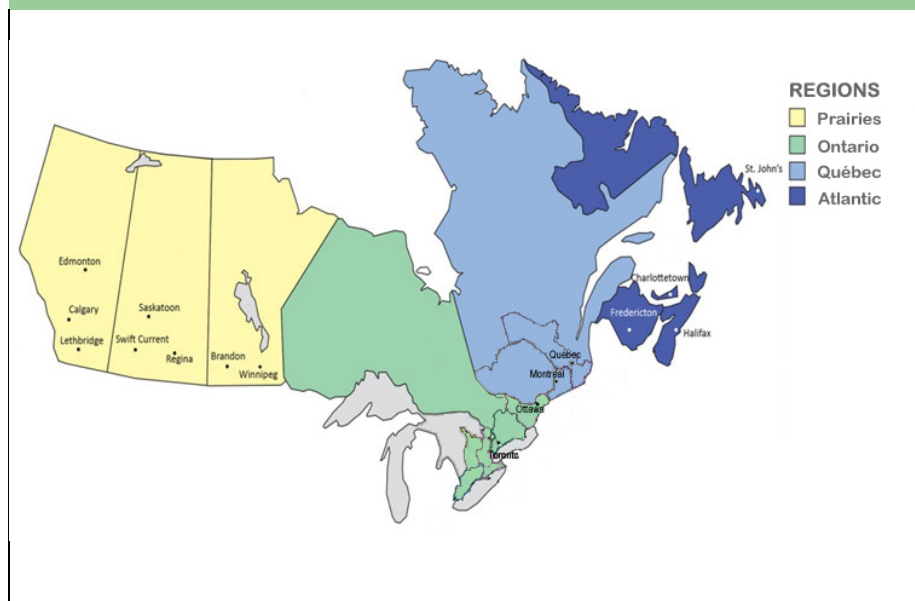 REGIONS
Prairies
Ontario
Québec
Atlantic
St. John's
Edmonton
Charlottetown
Calgary
Saskatoon
Fredericton
Halifax
Lethbridge
Swift Current
Regina
Brandon
Winnipeg
Québec
Montréal
Ottawa
Toronto